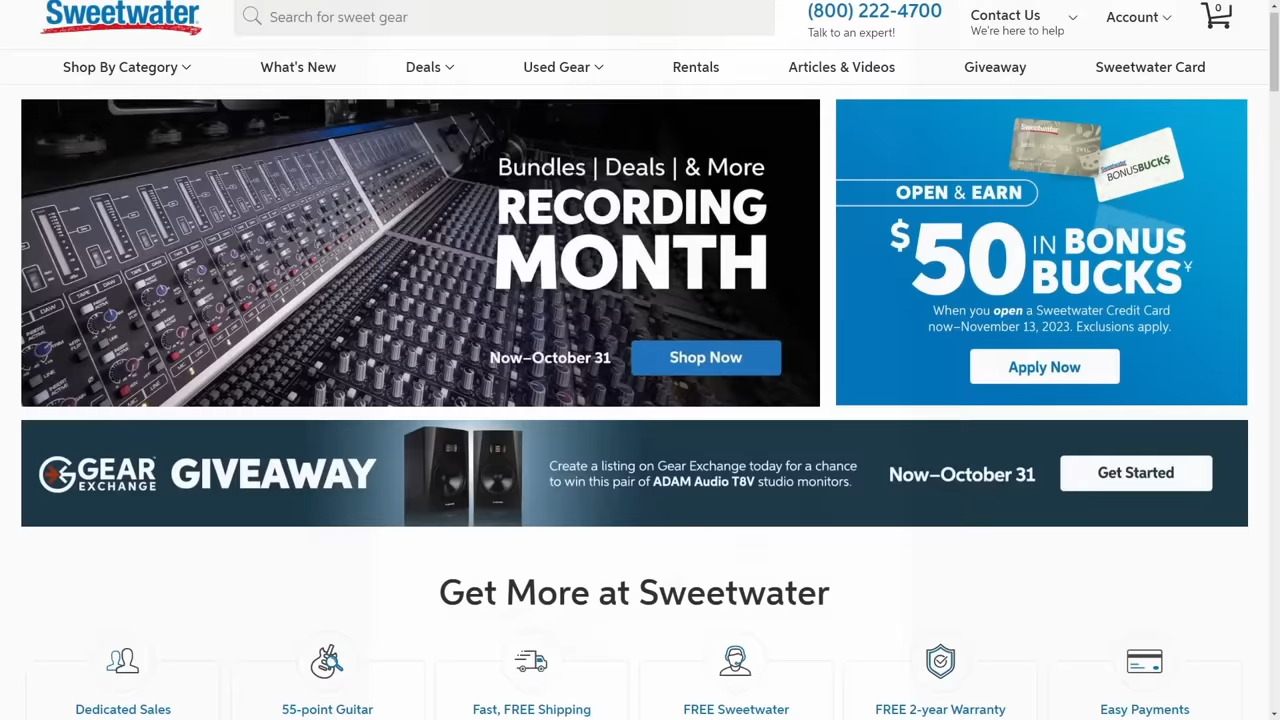 Sweetwater
Search for sweet gear
(800) 222-4700
Talk to an expert!
Contact Us
We're here to help
Account
0
Shop By Category
What's New
Deals
Used Gear
Rentals
Articles & Videos
Giveaway
Sweetwater Card
Bundles | Deals | & More
RECORDING
MONTH
Now–October 31
Shop Now
Sweetwater
Sweetwater
BONUSBUCK$
OPEN & EARN
$50 IN BONUS
BUCKS¥
When you open a Sweetwater Credit Card
now–November 13, 2023. Exclusions apply.
Apply Now
GEAR
EXCHANGE
GIVEAWAY
Create a listing on Gear Exchange today for a chance
to win this pair of ADAM Audio T8V studio monitors.
Now–October 31
Get Started
Get More at Sweetwater
Dedicated Sales
55-point Guitar
Fast, FREE Shipping
FREE Sweetwater
FREE 2-year Warranty
Easy Payments